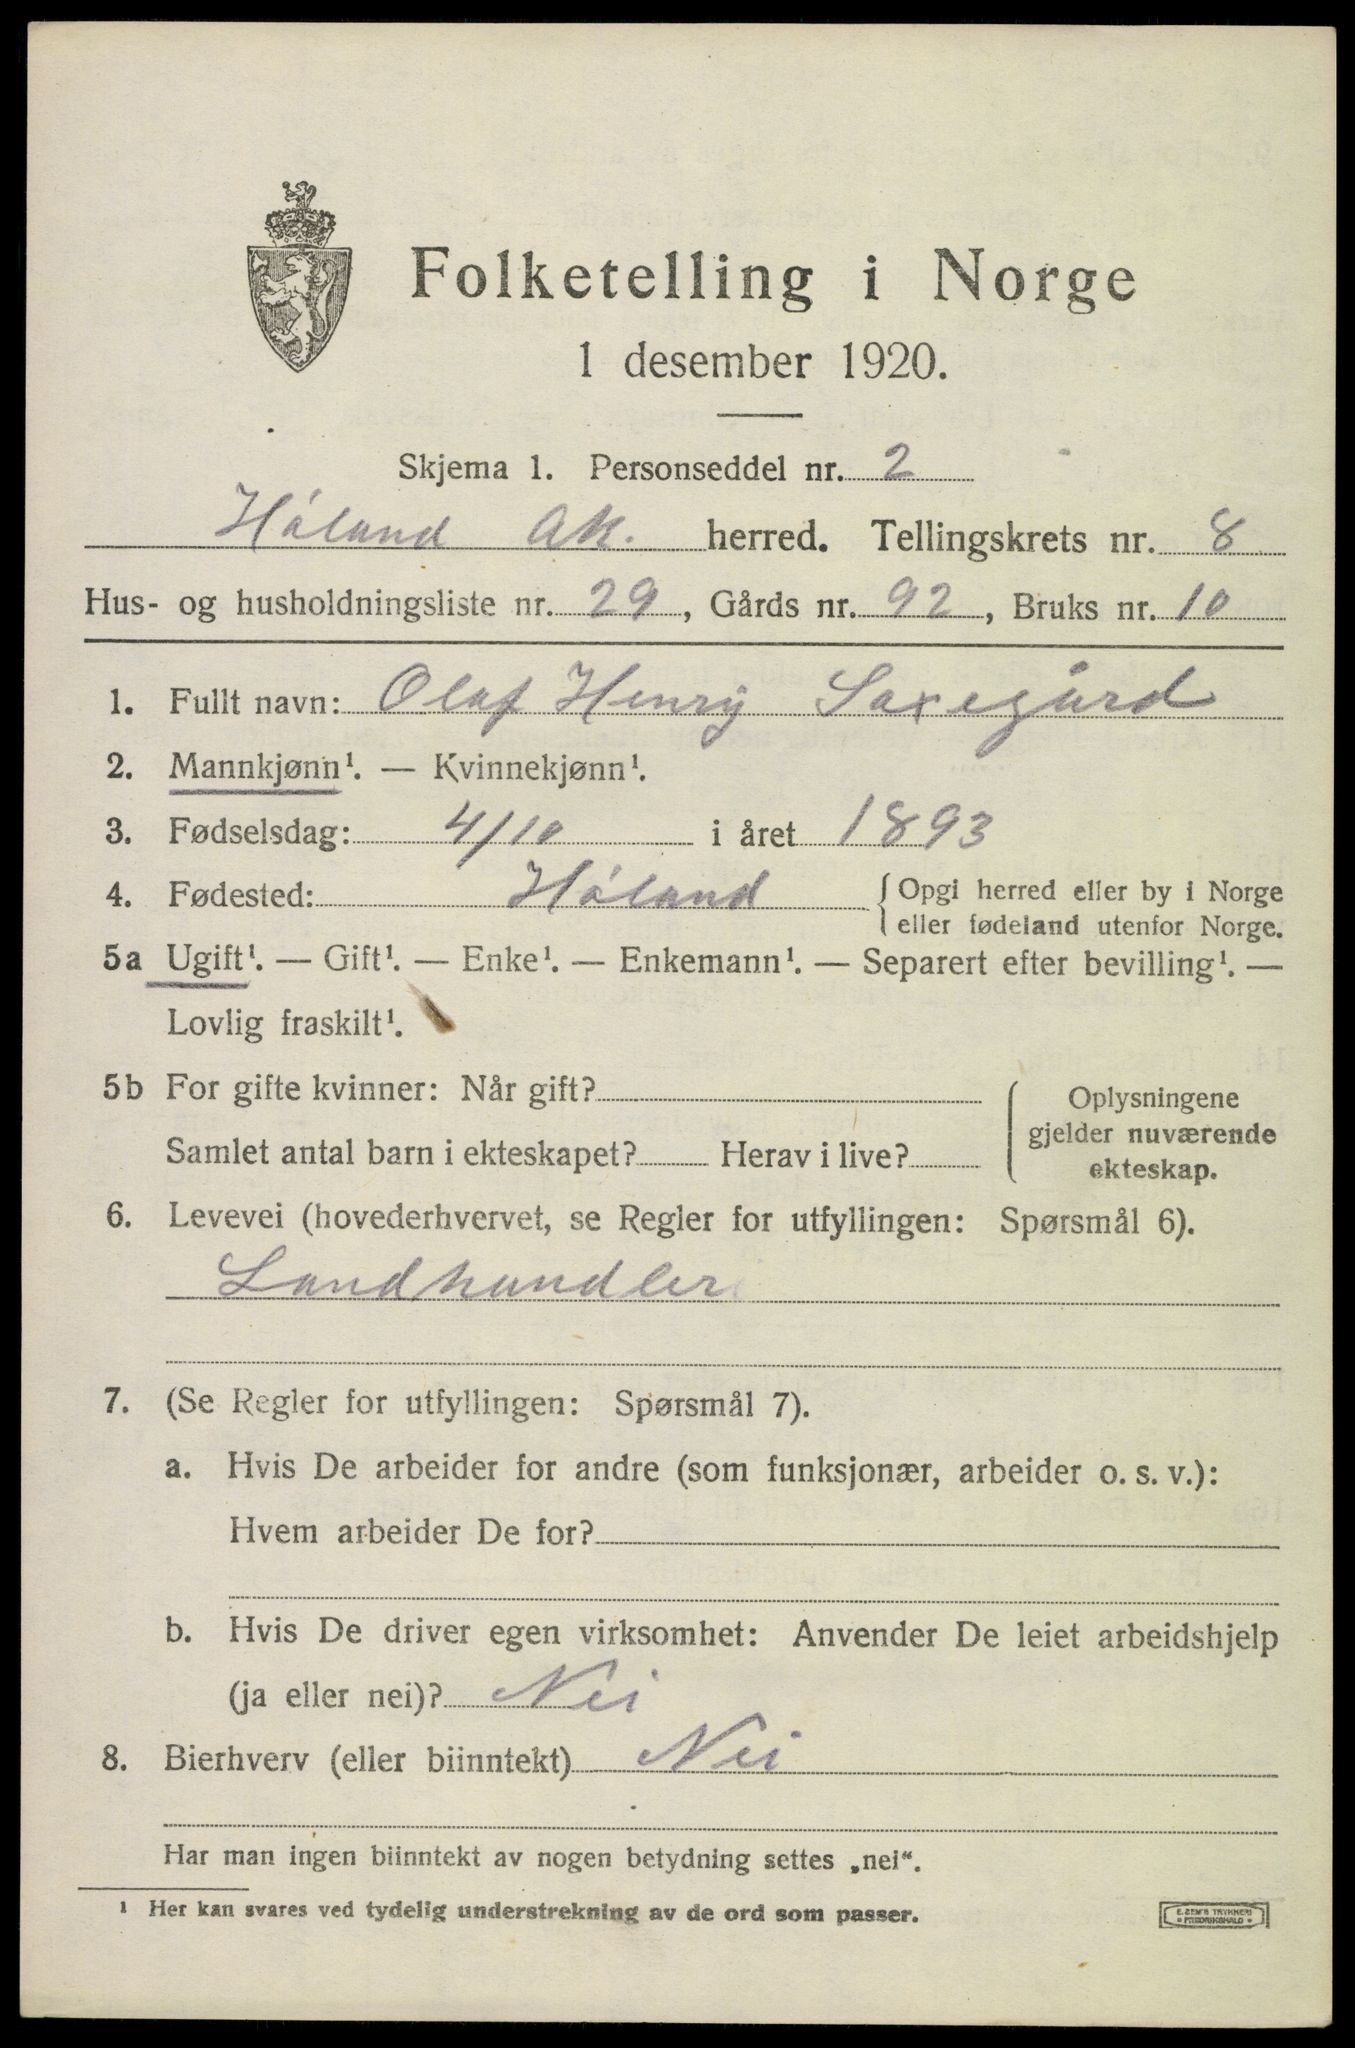 Folketelling i Norge
1 desember 1920.
Skjema 1. Personseddel nr. 2
Høland Ak. herred. Tellingskrets nr. 8
Hus- og husholdningsliste nr. 29, Gårds nr. 92, Bruks nr. 10
1. Fullt navn: Olaf Henry Saxegård
2. Mannkjønn¹. — Kvinnekjønn¹.
3. Fødselsdag: 4/10 i året 1893
4. Fødested: Høland { Opgi herred eller by i Norge
eller fødeland utenfor Norge.
5a Ugift¹. — Gift¹. — Enke¹. — Enkemann¹. — Separert efter bevilling¹. —
Lovlig fraskilt¹.
5b For gifte kvinner: Når gift?
Samlet antal barn i ekteskapet? Herav i live?
Oplysningene
gjelder nuværende
ekteskap.
6. Levevei (hovederhvervet, se Regler for utfyllingen: Spørsmål 6).
Landhandler
7. (Se Regler for utfyllingen: Spørsmål 7).
a. Hvis De arbeider for andre (som funksjonær, arbeider o. s. v.):
Hvem arbeider De for?
b. Hvis De driver egen virksomhet: Anvender De leiet arbeidshjelp
(ja eller nei)? Nei
8. Bierhverv (eller biinntekt) Nei
Har man ingen biinntekt av nogen betydning settes „nei“.
¹ Her kan svares ved tydelig understrekning av de ord som passer.
E. SEM'S TRYKKERI
FREDRIKSHALD